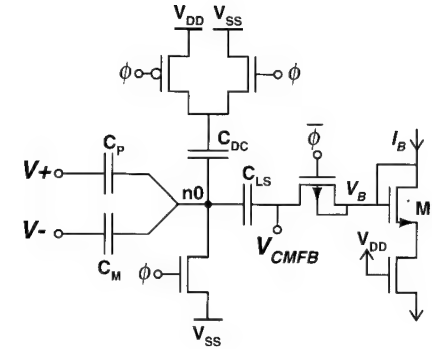 VDD VSS
ϕ ϕ
CDC
CP CLS ϕ̅ IB
V+ n0 VB M
V- VDD
CM VCMFB
ϕ
VSS